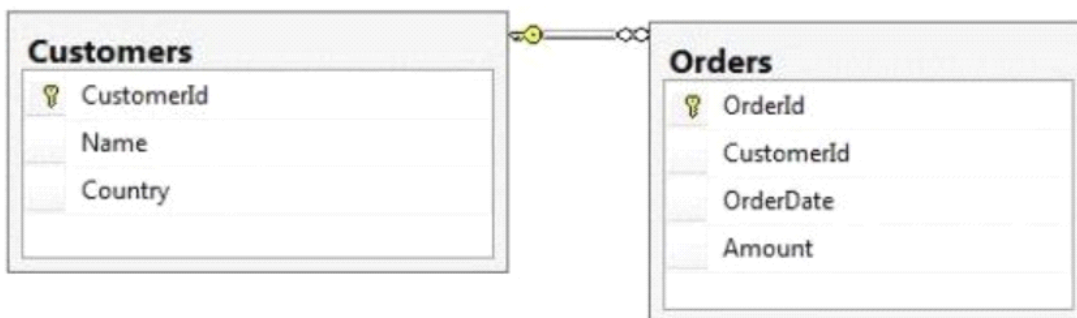 Customers
CustomerId
Name
Country
Orders
OrderId
CustomerId
OrderDate
Amount